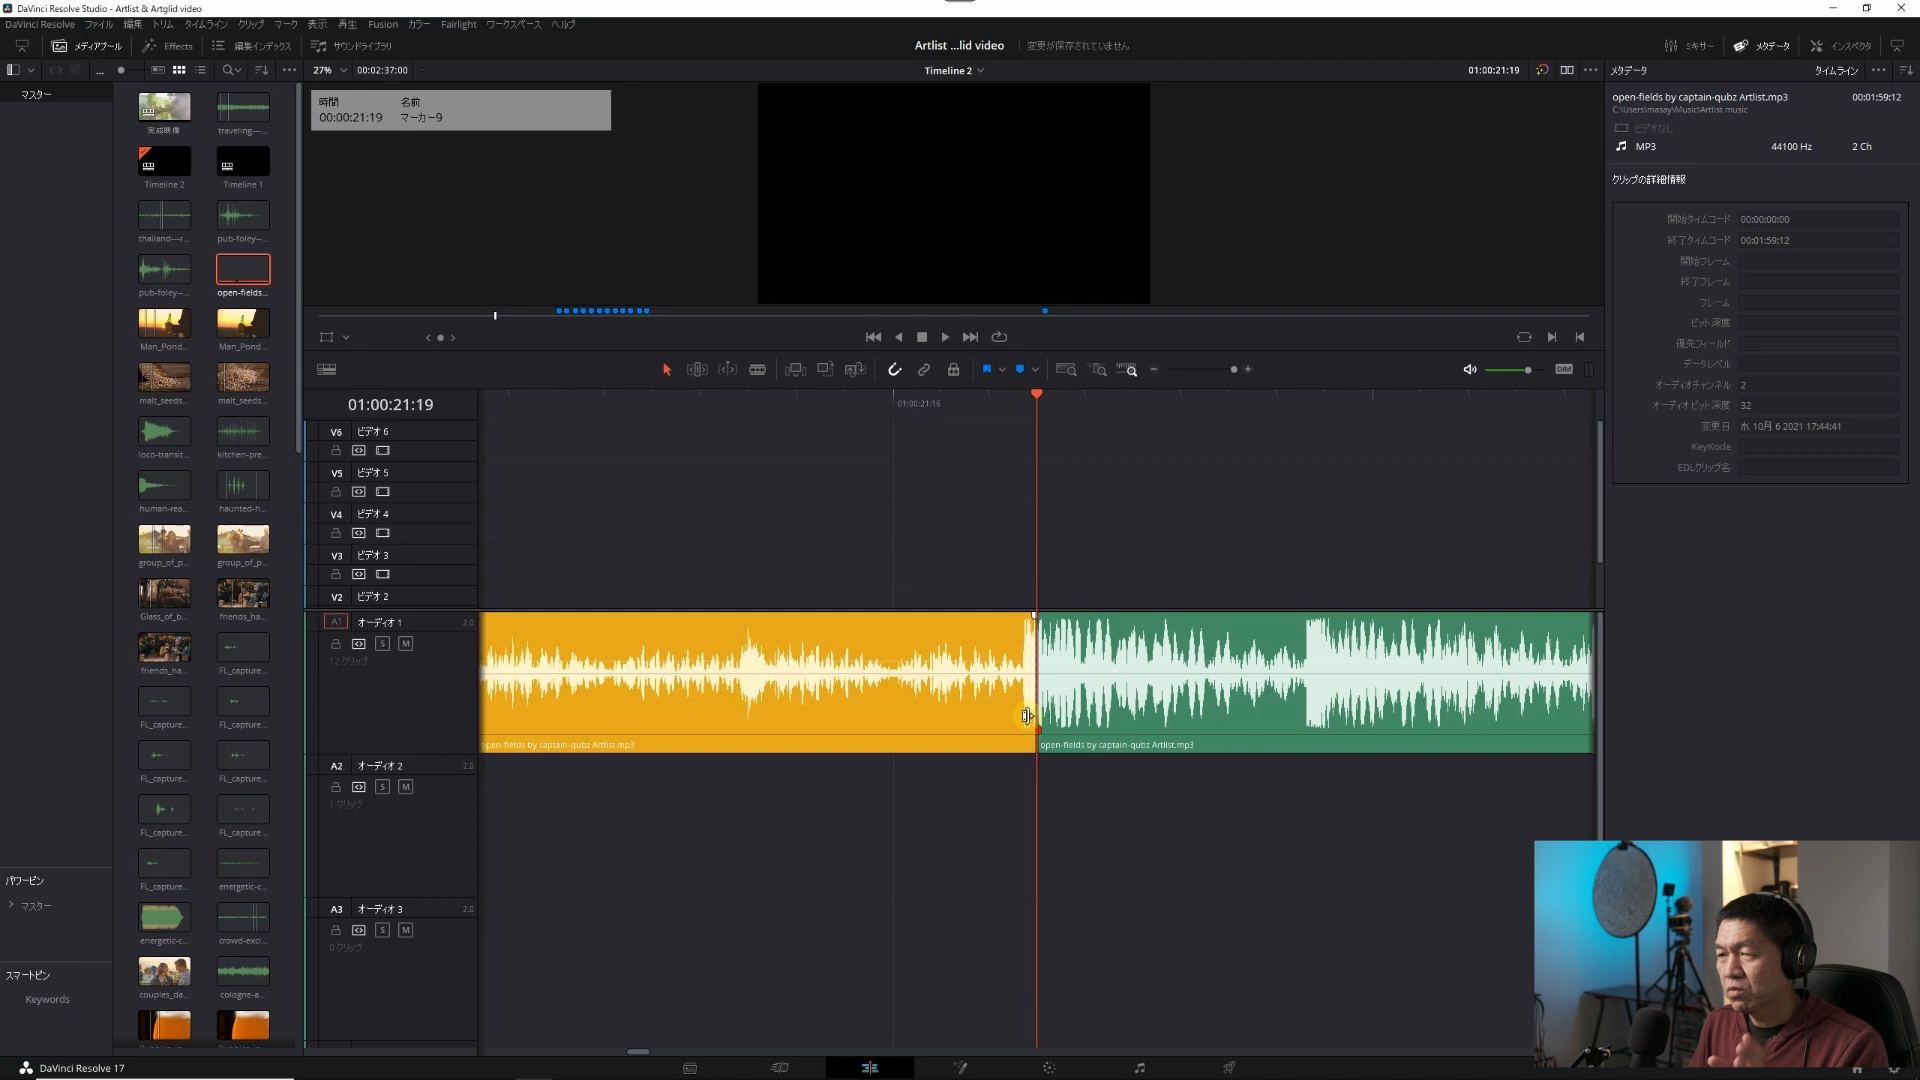 DaVinci Resolve Studio - Artlist & Artglid video
DaVinci Resolve ファイル 編集 トリム タイムライン クリップ マーク 表示 再生 Fusion カラー Fairlight ワークスペース ヘルプ
メディアプール Effects 編集インデックス サウンドライブラリ Artlist ...lid video 変更が保存されていません ミキサー メタデータ インスペクタ
27% 00:02:37:00 Timeline 2 01:00:21:19 メタデータ タイムライン
マスター
完成映像 traveling---...
Timeline 2 Timeline 1
thailand---r... pub-foley--...
pub-foley--... open-fields...
Man_Pond... Man_Pond...
malt_seeds... malt_seeds...
loco-transit... kitchen-pre...
human-rea... haunted-h...
group_of_p... group_of_p...
Glass_of_b... friends_ha...
friends_ha... FL_capture...
FL_capture... FL_capture...
FL_capture... FL_capture...
FL_capture... FL_capture...
FL_capture... energetic-c...
energetic-c... crowd-exci...
couples_da... cologne-a...
パワービン
マスター
スマートビン
Keywords
時間 名前
00:00:21:19 マーカー9
DIM
01:00:21:19
01:00:21:16
V6 ビデオ 6
V5 ビデオ 5
V4 ビデオ 4
V3 ビデオ 3
V2 ビデオ 2
A1 オーディオ 1 2.0
S M
12 クリップ
open-fields by captain-qubz Artlist.mp3
open-fields by captain-qubz Artlist.mp3
A2 オーディオ 2 2.0
S M
1 クリップ
A3 オーディオ 3 2.0
S M
0 クリップ
open-fields by captain-qubz Artlist.mp3 00:01:59:12
C:\Users\masay\Music\Artlist music
ビデオなし
MP3 44100 Hz 2 Ch
クリップの詳細情報
開始タイムコード 00:00:00:00
終了タイムコード 00:01:59:12
開始フレーム
終了フレーム
フレーム
ビット深度
優先フィールド
データレベル
オーディオチャンネル 2
オーディオビット深度 32
変更日 水 10月 6 2021 17:44:41
KeyKode
EDLクリップ名
DaVinci Resolve 17